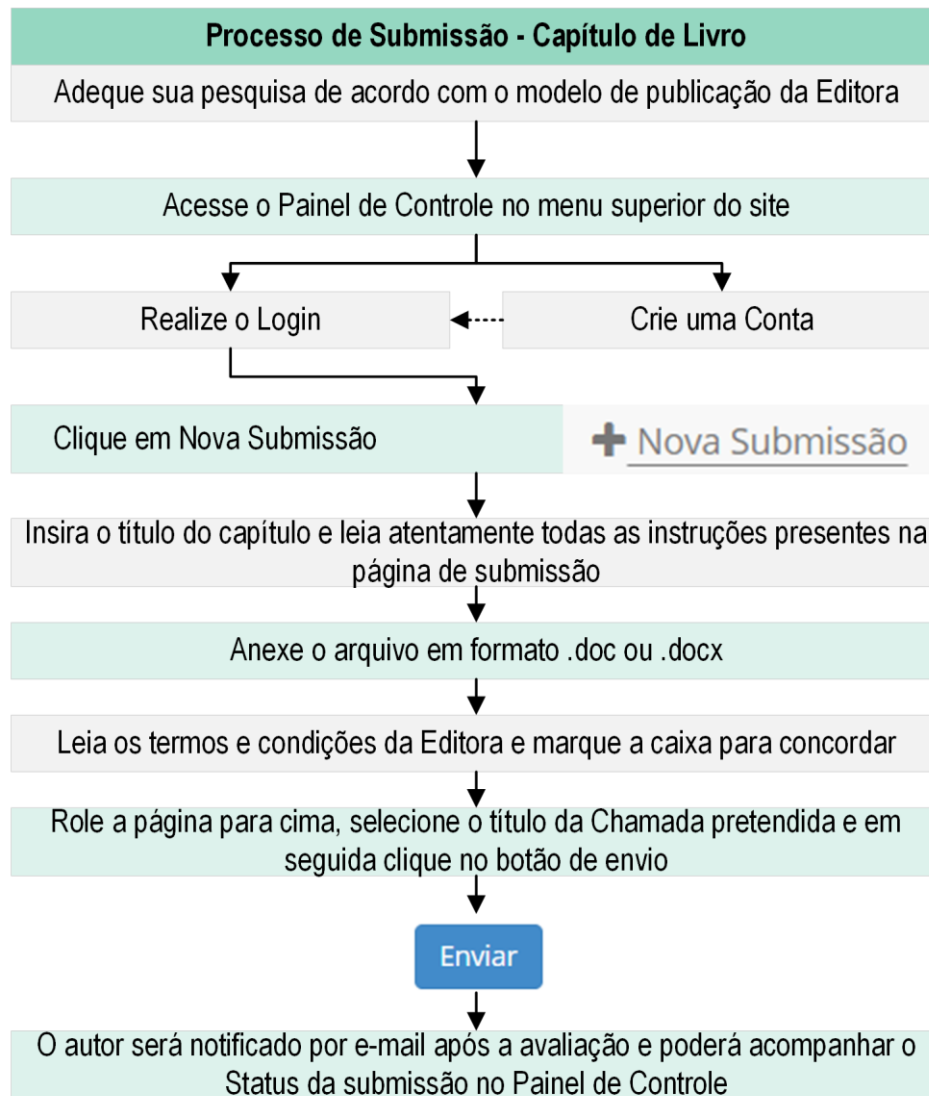 Processo de Submissão - Capítulo de Livro
Adeque sua pesquisa de acordo com o modelo de publicação da Editora
Acesse o Painel de Controle no menu superior do site
Realize o Login
Crie uma Conta
Clique em Nova Submissão
Nova Submissão
Insira o título do capítulo e leia atentamente todas as instruções presentes na
página de submissão
Anexe o arquivo em formato .doc ou .docx
Leia os termos e condições da Editora e marque a caixa para concordar
Role a página para cima, selecione o título da Chamada pretendida e em
seguida clique no botão de envio
Enviar
O autor será notificado por e-mail após a avaliação e poderá acompanhar o
Status da submissão no Painel de Controle